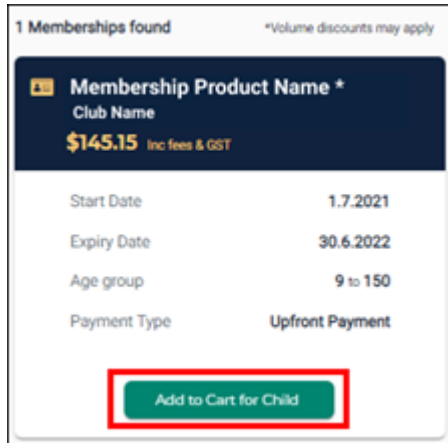 1 Memberships found *Volume discounts may apply
Membership Product Name *
Club Name
$145.15 Inc fees & GST
Start Date 1.7.2021
Expiry Date 30.6.2022
Age group 9 to 150
Payment Type Upfront Payment
Add to Cart for Child